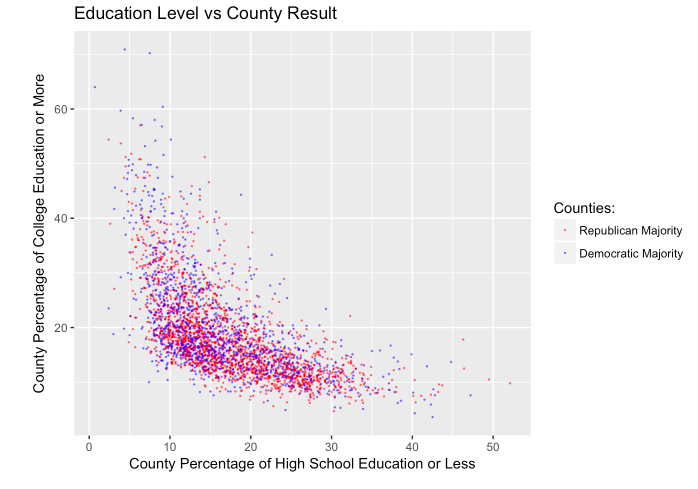 Education Level vs County Result
County Percentage of College Education or More
60
40
20
0 10 20 30 40 50
County Percentage of High School Education or Less
Counties:
Republican Majority
Democratic Majority